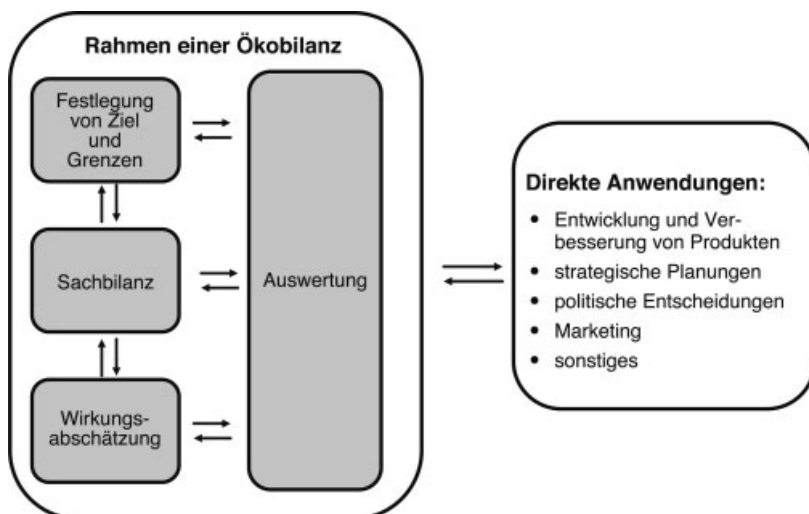 Rahmen einer Ökobilanz
Festlegung
von Ziel
und
Grenzen
Sachbilanz
Wirkungs-
abschätzung
Auswertung
Direkte Anwendungen:
• Entwicklung und Ver-
besserung von Produkten
• strategische Planungen
• politische Entscheidungen
• Marketing
• sonstiges